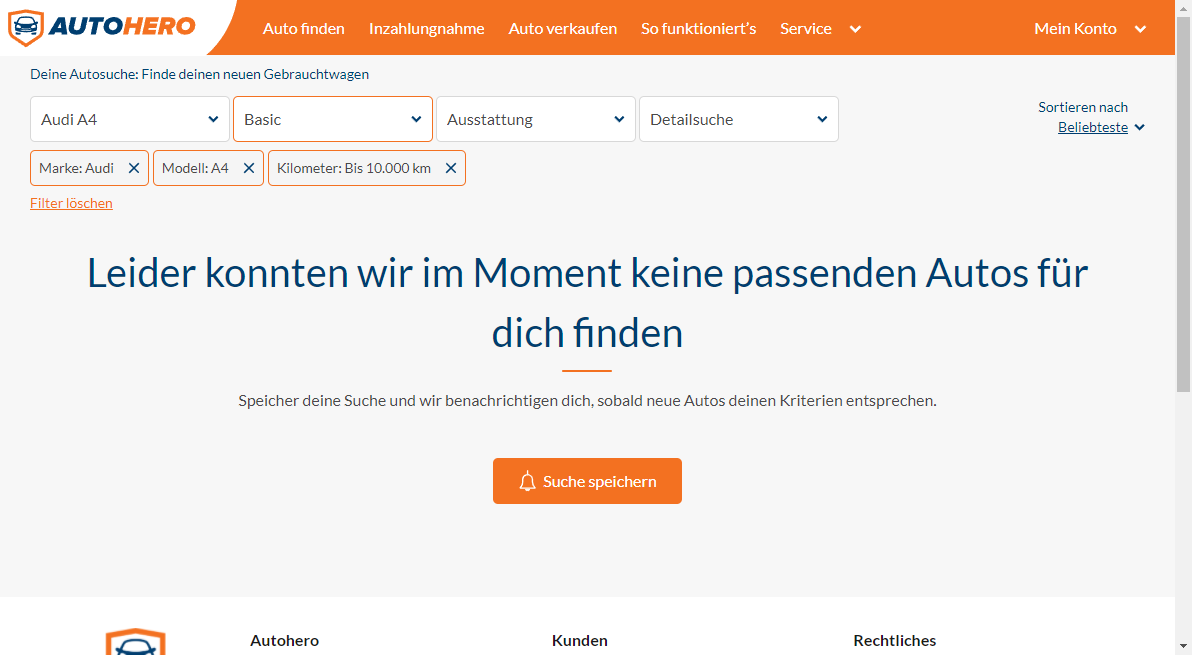 AUTOHERO
Auto finden
Inzahlungnahme
Auto verkaufen
So funktioniert’s
Service
Mein Konto
Deine Autosuche: Finde deinen neuen Gebrauchtwagen
Audi A4
Basic
Ausstattung
Detailsuche
Sortieren nach
Beliebteste
Marke: Audi
Modell: A4
Kilometer: Bis 10.000 km
Filter löschen
Leider konnten wir im Moment keine passenden Autos für
dich finden
Speicher deine Suche und wir benachrichtigen dich, sobald neue Autos deinen Kriterien entsprechen.
Suche speichern
Autohero
Kunden
Rechtliches